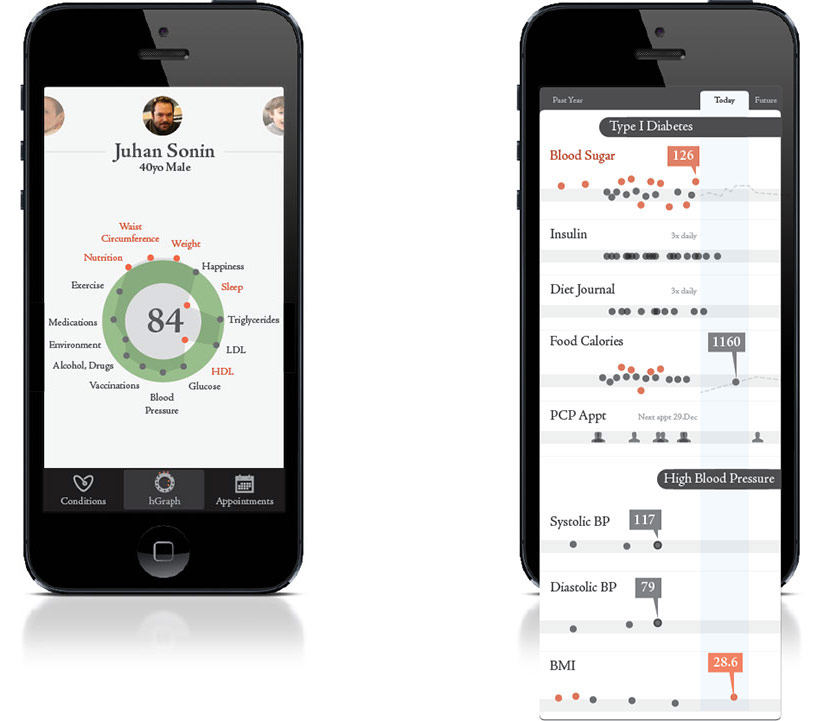 Juhan Sonin
40yo Male
Waist
Circumference
Weight
Nutrition
Happiness
Exercise
Sleep
Medications
84
Triglycerides
Environment
LDL
Alcohol, Drugs
HDL
Vaccinations
Glucose
Blood
Pressure
Conditions
hGraph
Appointments
Past Year
Today
Future
Type I Diabetes
Blood Sugar
126
Insulin
3x daily
Diet Journal
3x daily
Food Calories
1160
PCP Appt
Next appt 29.Dec
High Blood Pressure
Systolic BP
117
Diastolic BP
79
BMI
28.6